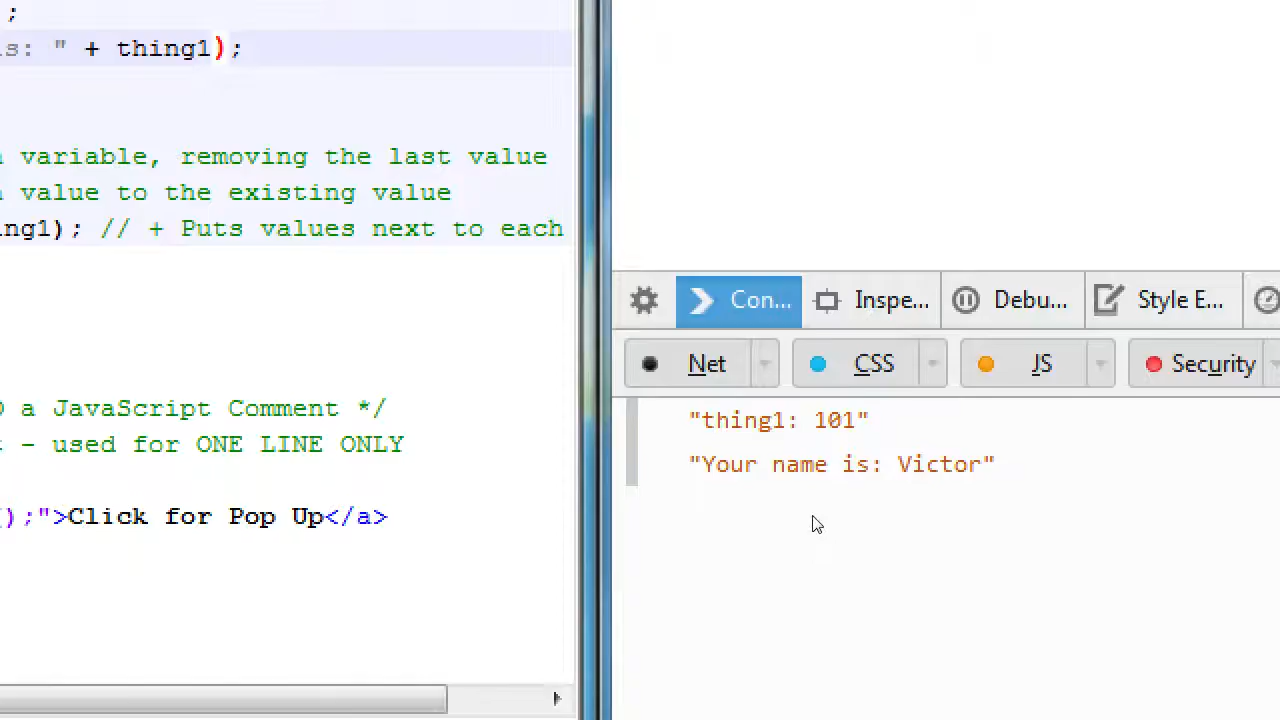 ;
s: " + thing1);
variable, removing the last value
value to the existing value
ng1); // + Puts values next to each
a JavaScript Comment */
- used for ONE LINE ONLY
);">Click for Pop Up</a>
Con... Inspe... Debu... Style E...
Net CSS JS Security
"thing1: 101"
"Your name is: Victor"